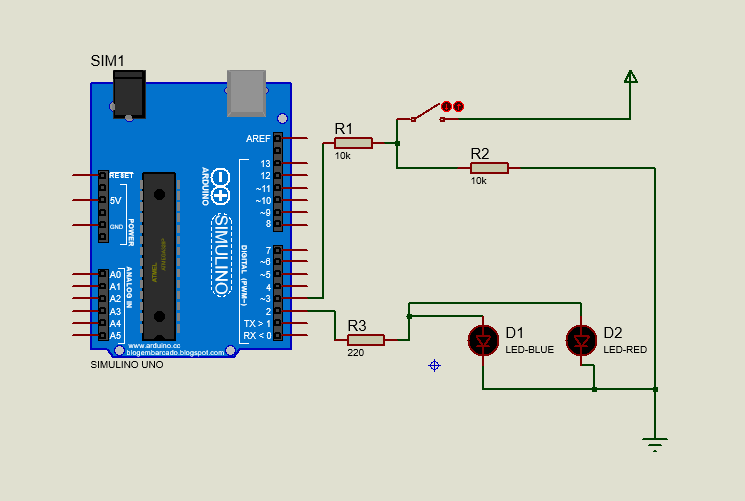 SIM1
AREF
13
12
~11
~10
~9
8
7
~6
~5
4
~3
2
TX > 1
RX < 0
DIGITAL (PWM~)
ARDUINO
SIMULINO
RESET
5V
GND
POWER
A0
A1
A2
A3
A4
A5
ANALOG IN
ATMEL
www.arduino.cc
blogembarcado.blogspot.com
SIMULINO UNO
R1
10k
R2
10k
R3
220
D1
LED-BLUE
D2
LED-RED